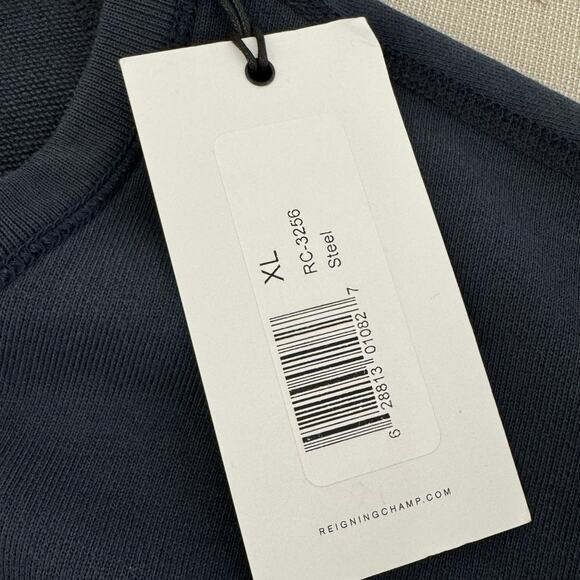 XL
RC-3256
Steel
6 28813 01082 7
REIGNINGCHAMP.COM